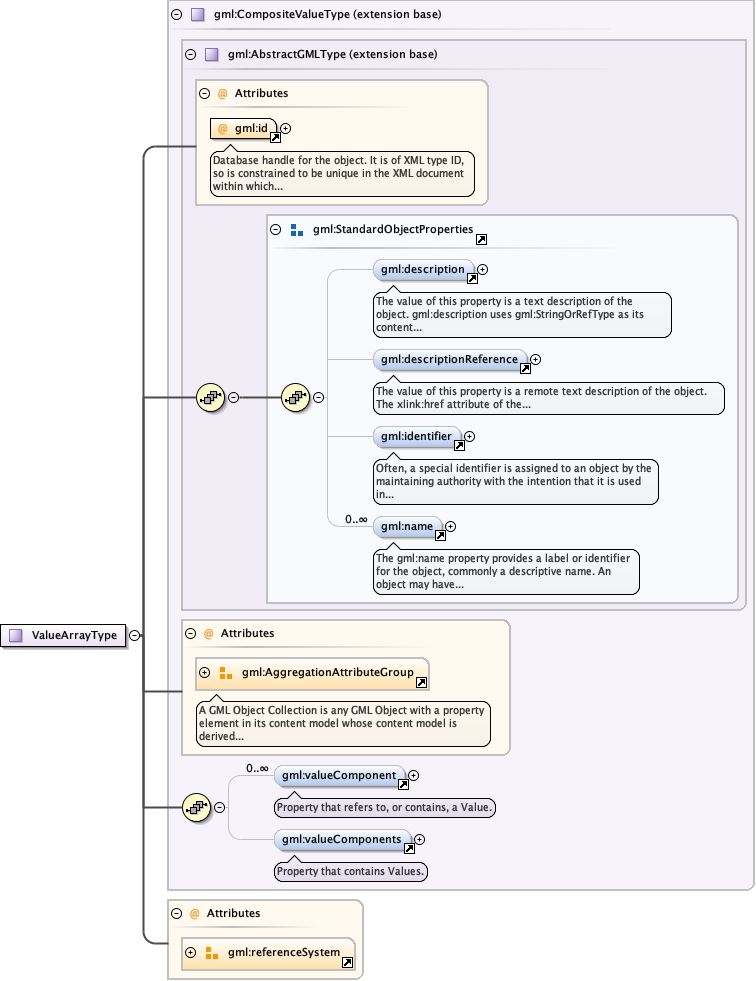 gml:CompositeValueType (extension base)
gml:AbstractGMLType (extension base)
@ Attributes
@ gml:id
Database handle for the object. It is of XML type ID,
so is constrained to be unique in the XML document
within which...
gml:StandardObjectProperties
gml:description
The value of this property is a text description of the
object. gml:description uses gml:StringOrRefType as its
content...
gml:descriptionReference
The value of this property is a remote text description of the object.
The xlink:href attribute of the...
gml:identifier
Often, a special identifier is assigned to an object by the
maintaining authority with the intention that it is used
in...
0..∞
gml:name
The gml:name property provides a label or identifier
for the object, commonly a descriptive name. An
object may have...
ValueArrayType
@ Attributes
gml:AggregationAttributeGroup
A GML Object Collection is any GML Object with a property
element in its content model whose content model is
derived...
0..∞
gml:valueComponent
Property that refers to, or contains, a Value.
gml:valueComponents
Property that contains Values.
@ Attributes
gml:referenceSystem